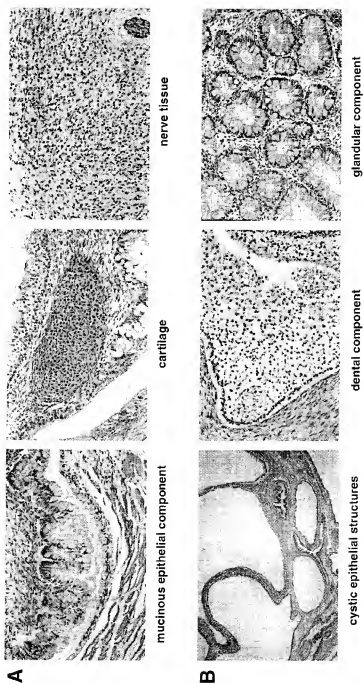 A
mucinous epithelial component
cartilage
nerve tissue
B
cystic epithelial structures
dental component
glandular component